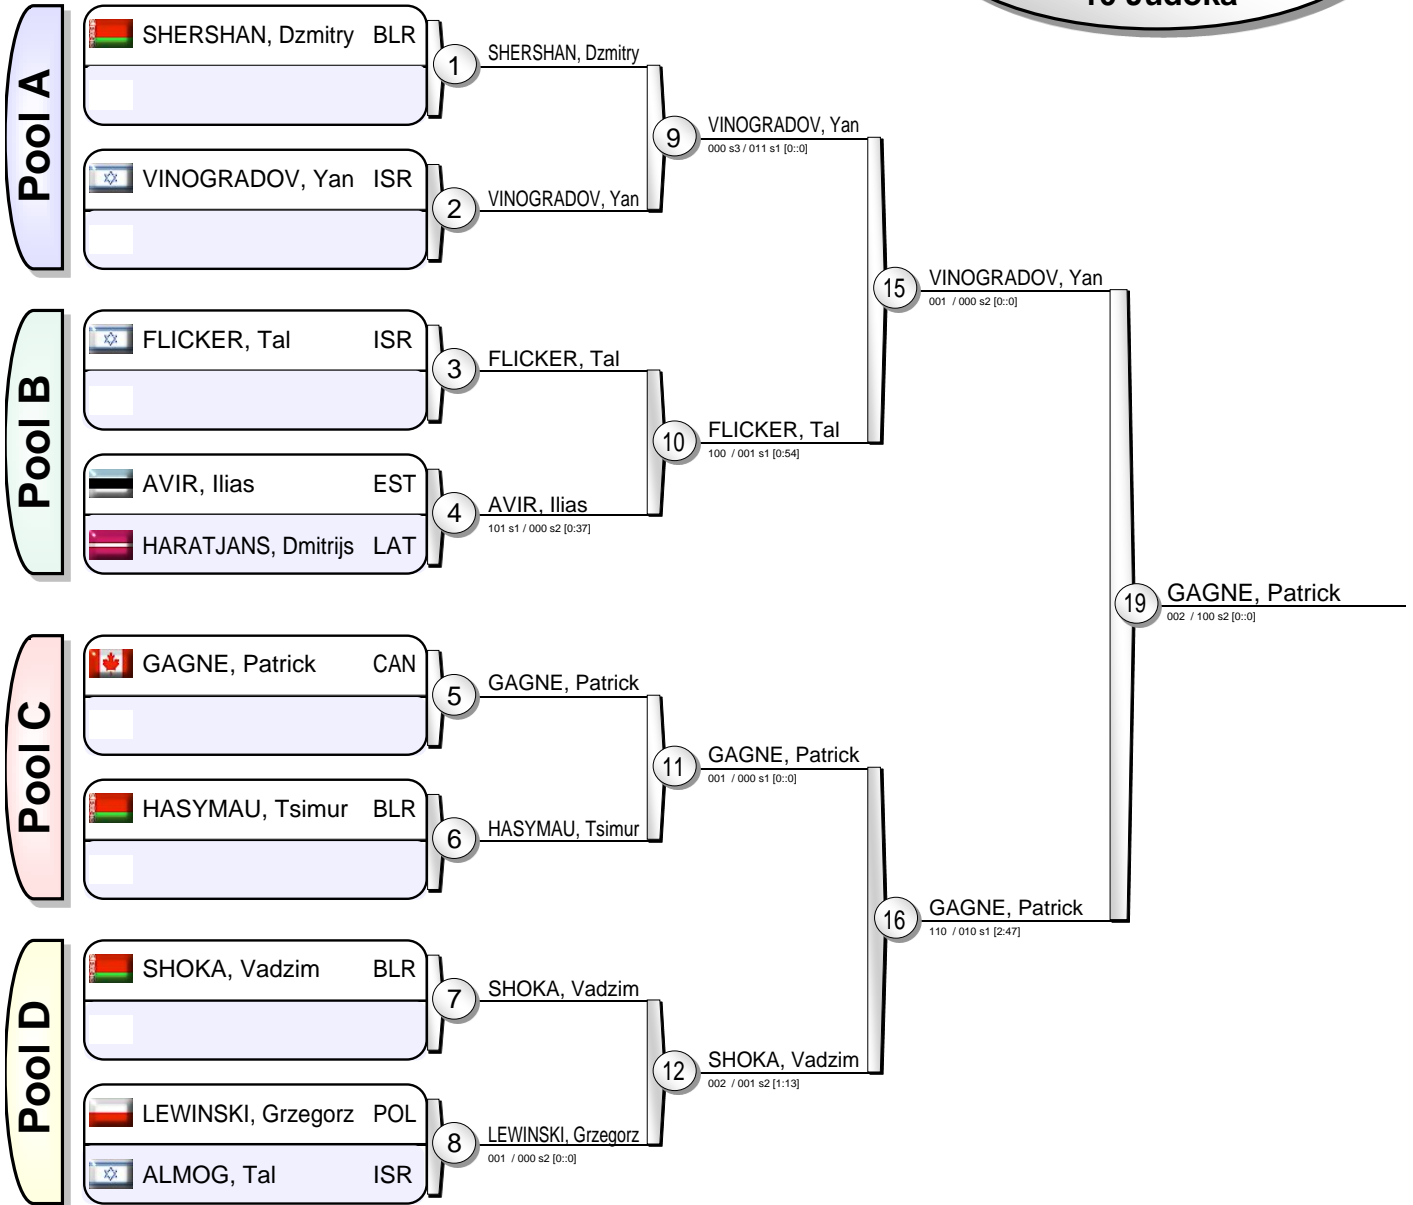 10 Judoka
Pool A
SHERSHAN, Dzmitry BLR
1
SHERSHAN, Dzmitry
9
VINOGRADOV, Yan
000 s3 / 011 s1 [0::0]
VINOGRADOV, Yan ISR
2
VINOGRADOV, Yan
15
VINOGRADOV, Yan
001 / 000 s2 [0::0]
Pool B
FLICKER, Tal ISR
3
FLICKER, Tal
10
FLICKER, Tal
100 / 001 s1 [0:54]
AVIR, Ilias EST
4
AVIR, Ilias
101 s1 / 000 s2 [0:37]
HARATJANS, Dmitrijs LAT
19
GAGNE, Patrick
002 / 100 s2 [0::0]
Pool C
GAGNE, Patrick CAN
5
GAGNE, Patrick
11
GAGNE, Patrick
001 / 000 s1 [0::0]
HASYMAU, Tsimur BLR
6
HASYMAU, Tsimur
16
GAGNE, Patrick
110 / 010 s1 [2:47]
Pool D
SHOKA, Vadzim BLR
7
SHOKA, Vadzim
12
SHOKA, Vadzim
002 / 001 s2 [1:13]
LEWINSKI, Grzegorz POL
8
LEWINSKI, Grzegorz
001 / 000 s2 [0::0]
ALMOG, Tal ISR